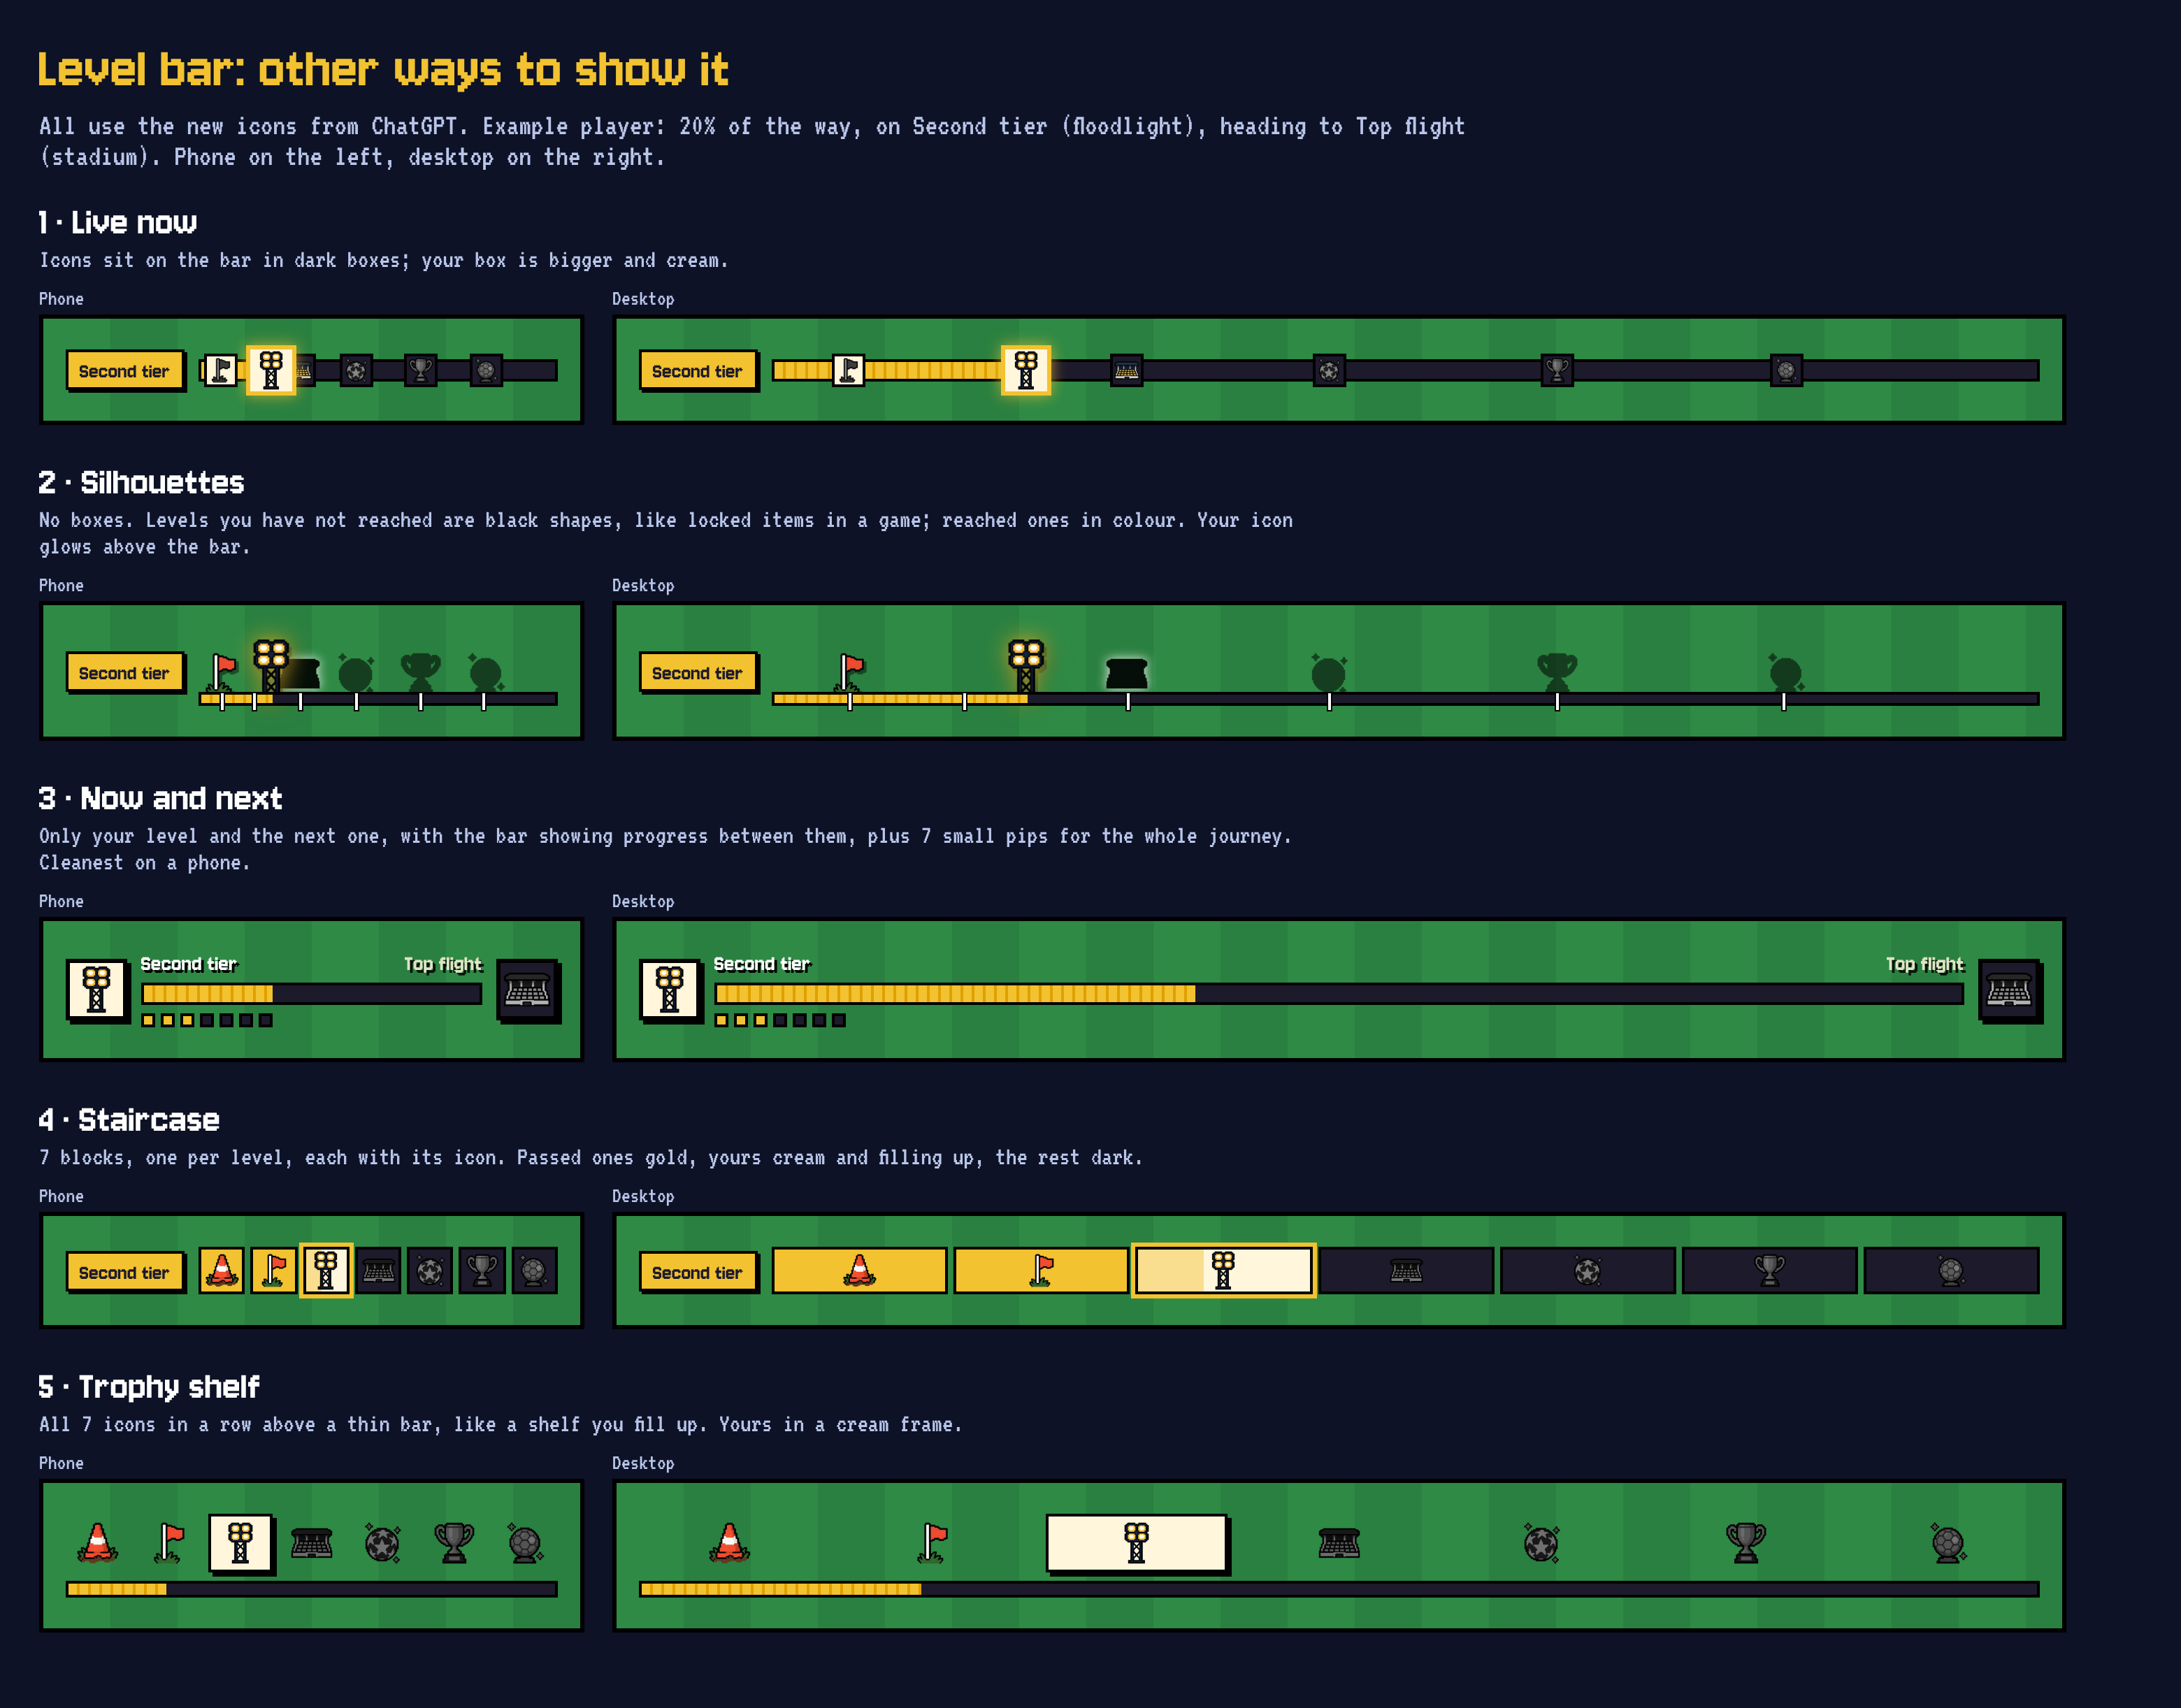 Level bar: other ways to show it
All use the new icons from ChatGPT. Example player: 20% of the way, on Second tier (floodlight), heading to Top flight
(stadium). Phone on the left, desktop on the right.
1 · Live now
Icons sit on the bar in dark boxes; your box is bigger and cream.
Phone
Desktop
Second tier
Second tier
2 · Silhouettes
No boxes. Levels you have not reached are black shapes, like locked items in a game; reached ones in colour. Your icon
glows above the bar.
Phone
Desktop
Second tier
Second tier
3 · Now and next
Only your level and the next one, with the bar showing progress between them, plus 7 small pips for the whole journey.
Cleanest on a phone.
Phone
Desktop
Second tier
Top flight
Second tier
Top flight
4 · Staircase
7 blocks, one per level, each with its icon. Passed ones gold, yours cream and filling up, the rest dark.
Phone
Desktop
Second tier
Second tier
5 · Trophy shelf
All 7 icons in a row above a thin bar, like a shelf you fill up. Yours in a cream frame.
Phone
Desktop